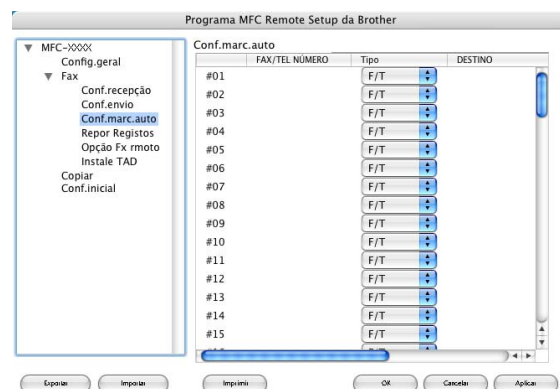 Programa MFC Remote Setup da Brother
MFC-XXXX
Config.geral
Fax
Conf.recepção
Conf.envio
Conf.marc.auto
Repor Registos
Opção Fx rmoto
Instale TAD
Copiar
Conf.inicial
Conf.marc.auto
FAX/TEL NÚMERO Tipo DESTINO
#01 F/T
#02 F/T
#03 F/T
#04 F/T
#05 F/T
#06 F/T
#07 F/T
#08 F/T
#09 F/T
#10 F/T
#11 F/T
#12 F/T
#13 F/T
#14 F/T
#15 F/T
Exportar Importar Imprimir OK Cancelar Aplicar